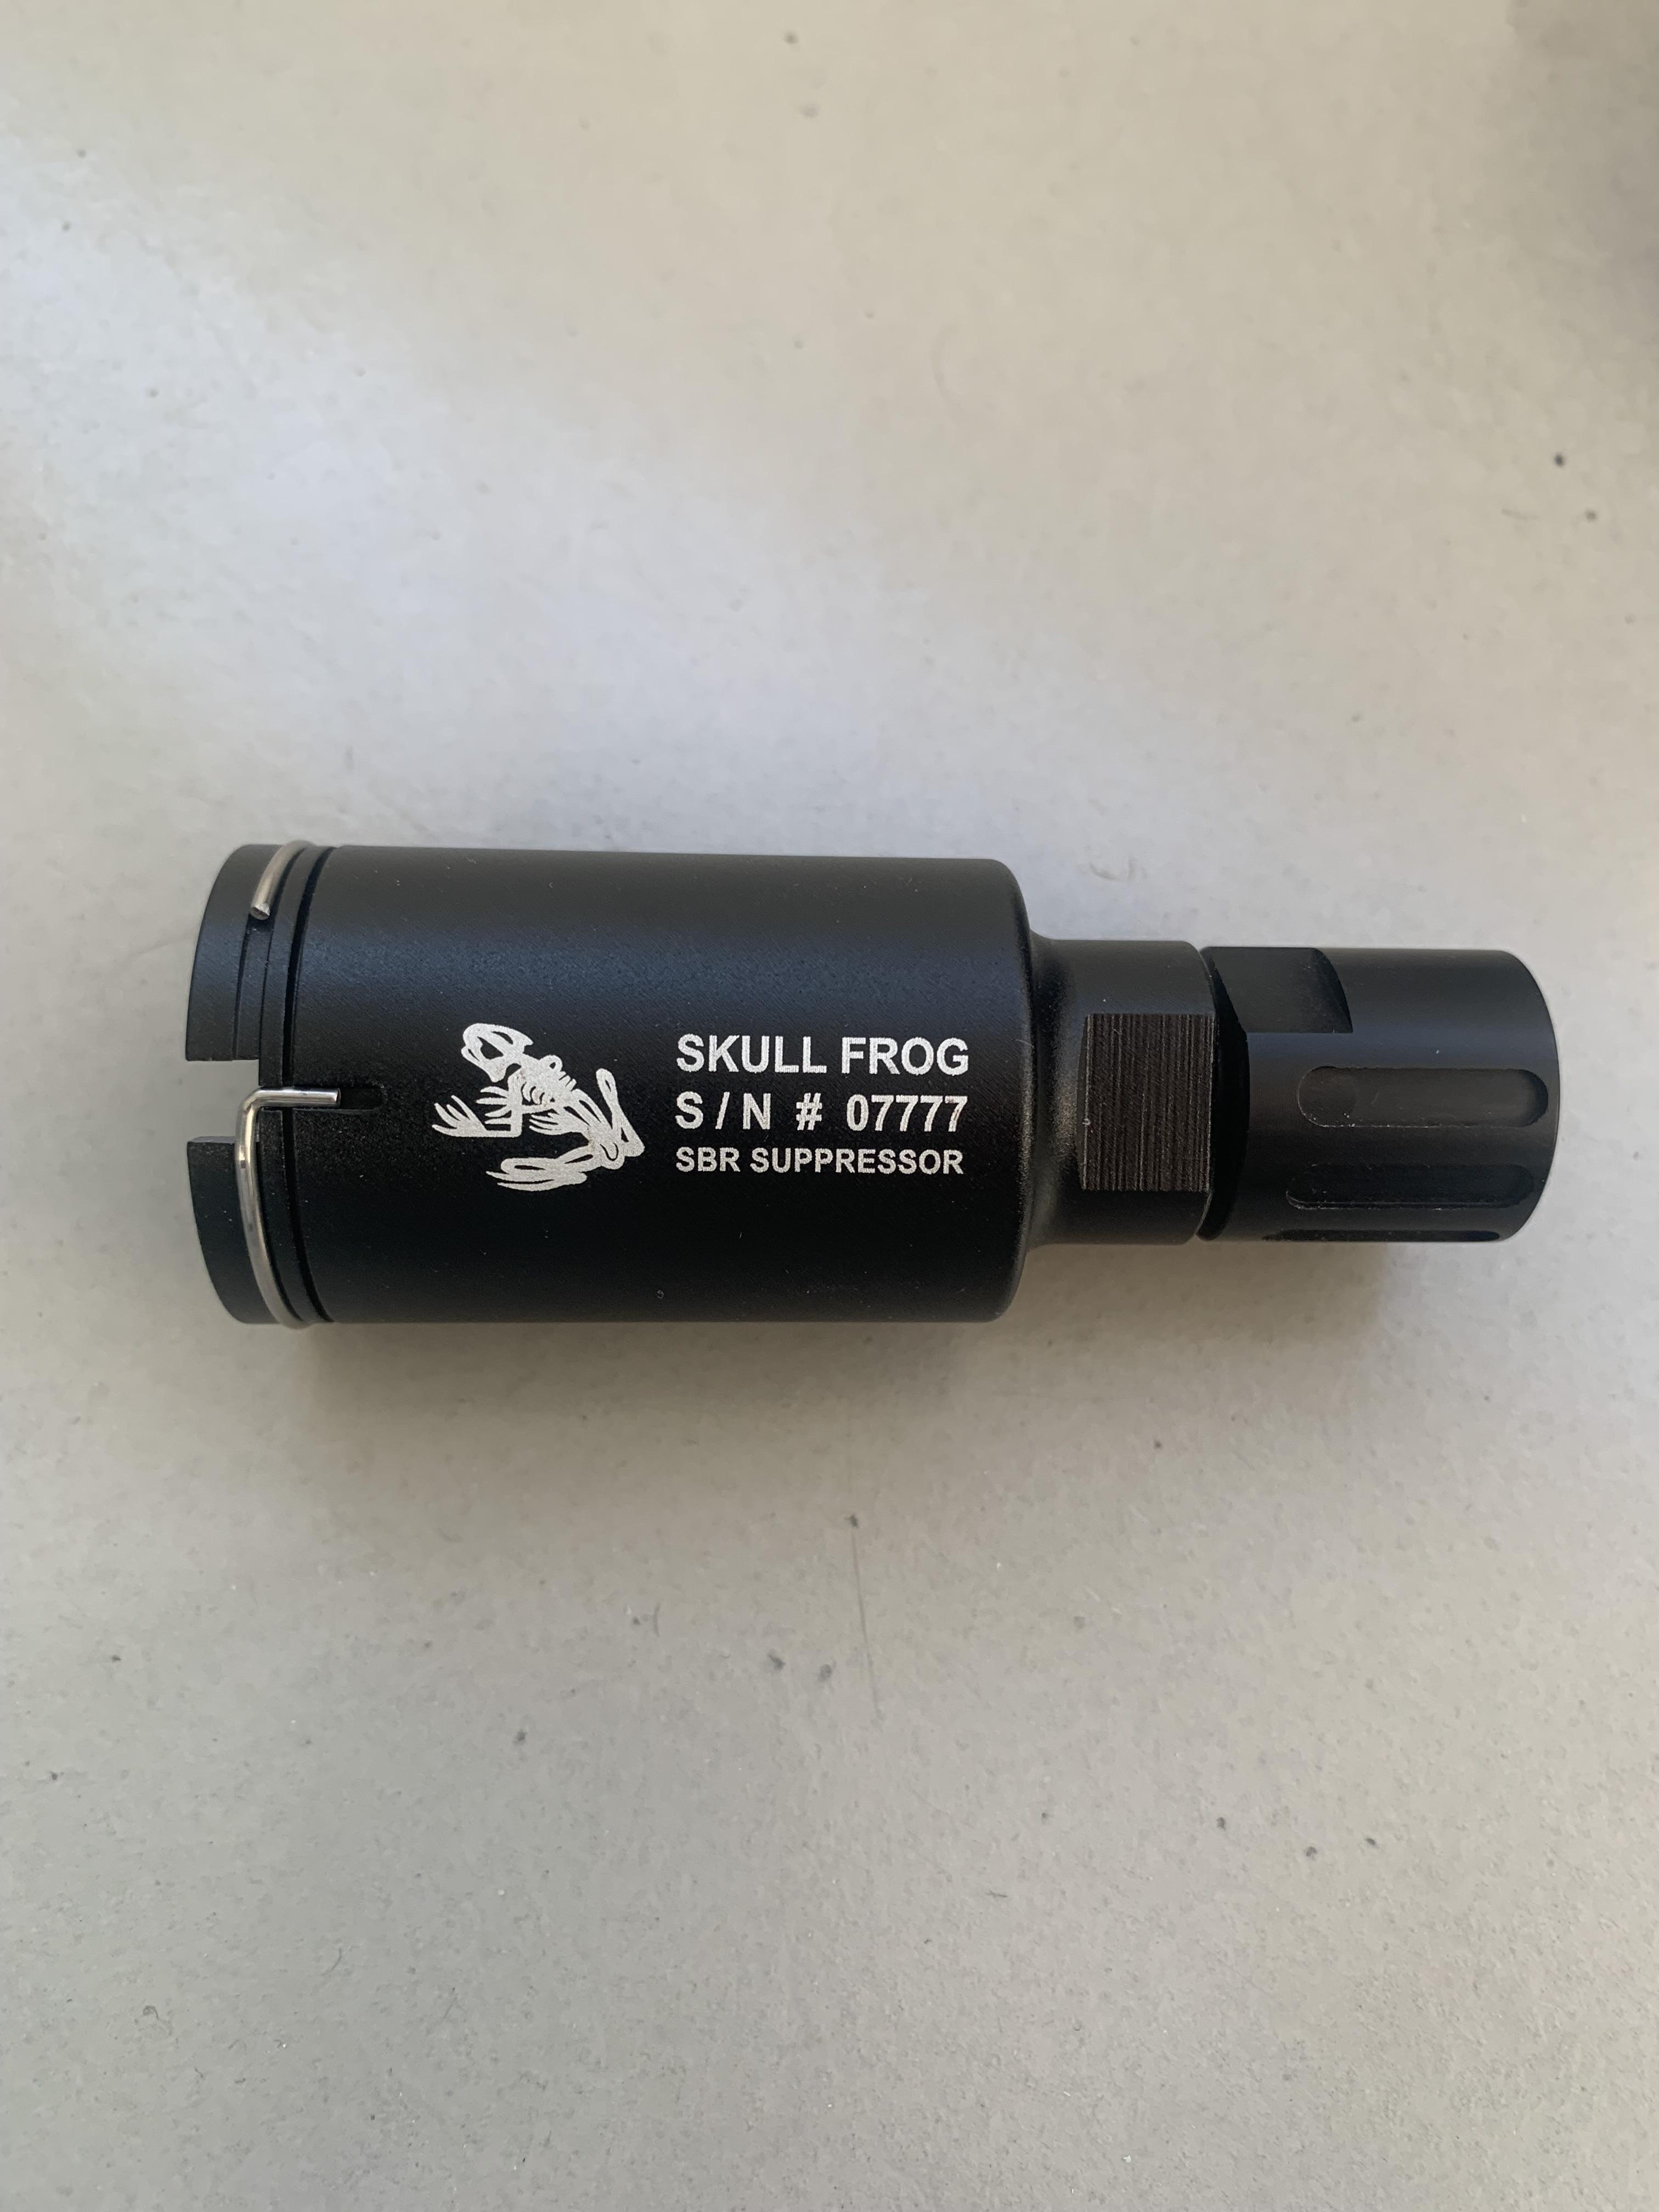 SKULL FROG
S/N # 07777
SBR SUPPRESSOR